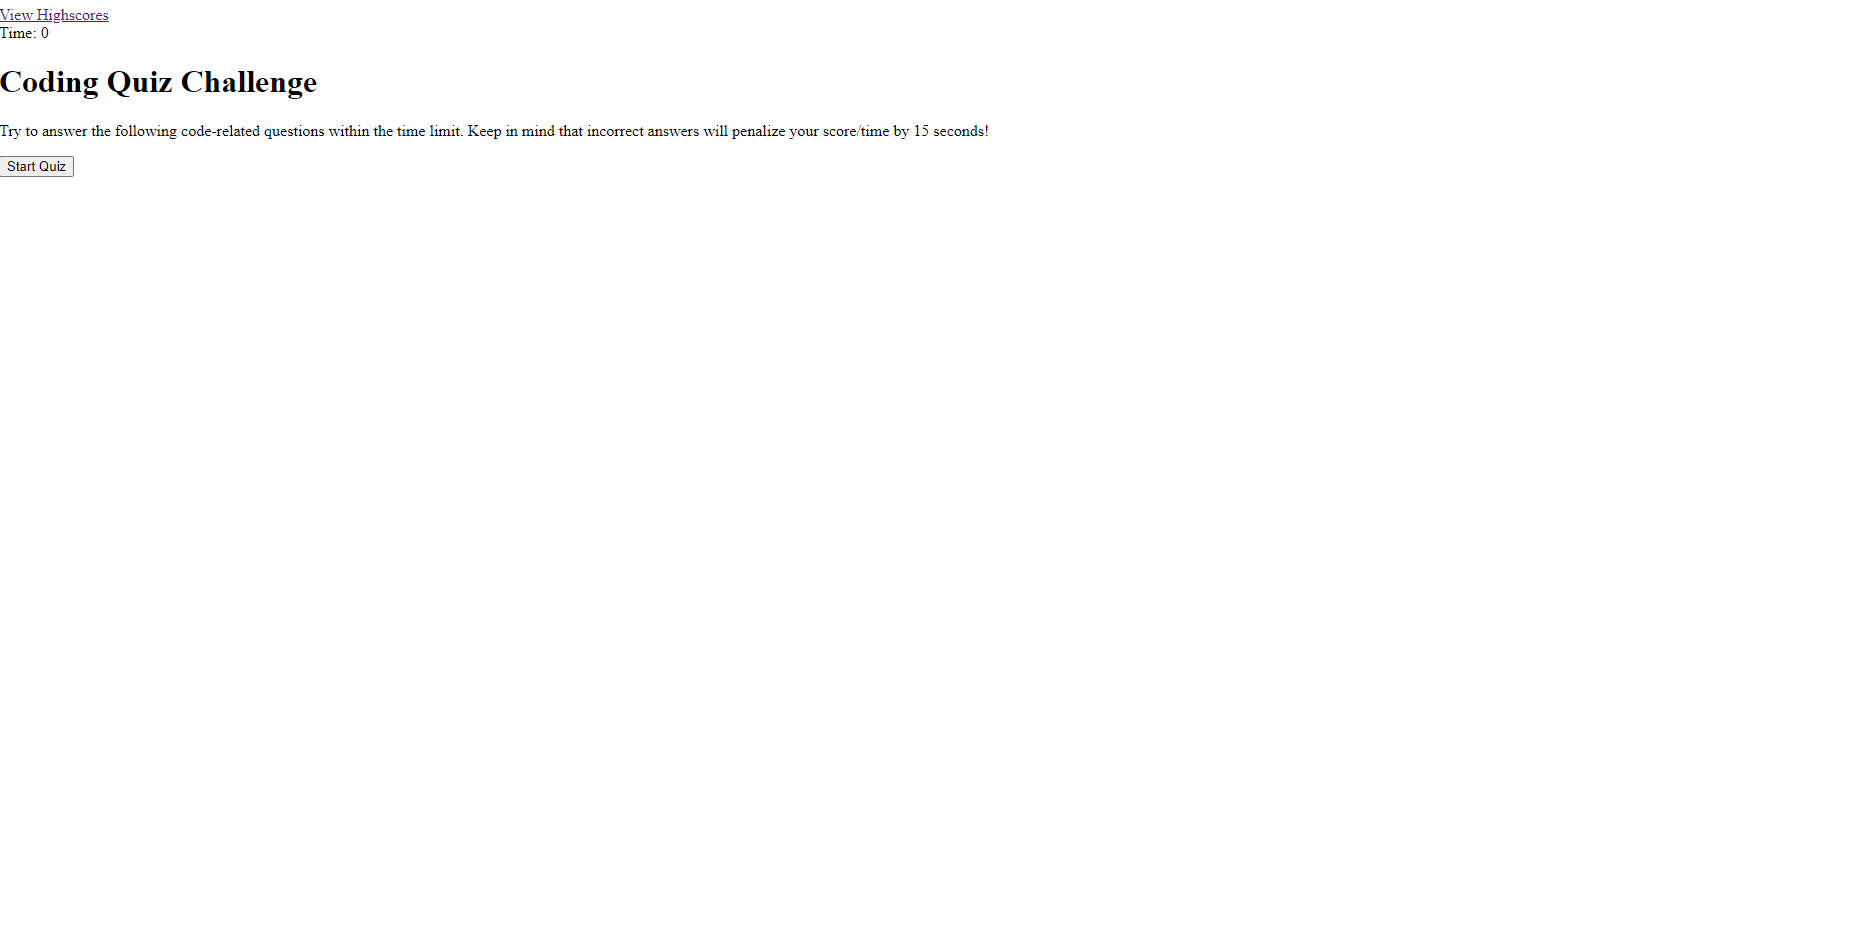 View Highscores
Time: 0
Coding Quiz Challenge
Try to answer the following code-related questions within the time limit. Keep in mind that incorrect answers will penalize your score/time by 15 seconds!
Start Quiz